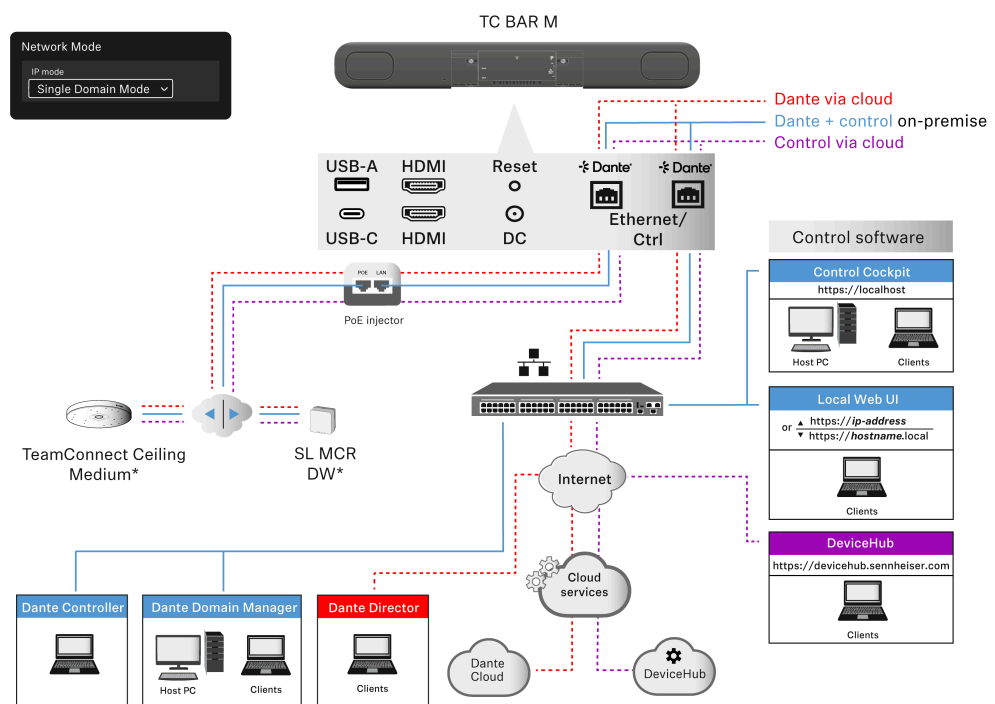 TC BAR M
Network Mode
IP mode
Single Domain Mode
Dante via cloud
Dante + control on-premise
Control via cloud
USB-A
HDMI
Reset
Dante
Dante
USB-C
HDMI
DC
Ethernet/
Ctrl
POE
LAN
PoE injector
Control software
Control Cockpit
https://localhost
Host PC
Clients
Local Web UI
or
https://ip-address
https://hostname.local
Clients
TeamConnect Ceiling
Medium*
SL MCR
DW*
Internet
DeviceHub
https://devicehub.sennheiser.com
Clients
Cloud
services
Dante Controller
Dante Domain Manager
Host PC
Clients
Dante Director
Clients
Dante
Cloud
DeviceHub